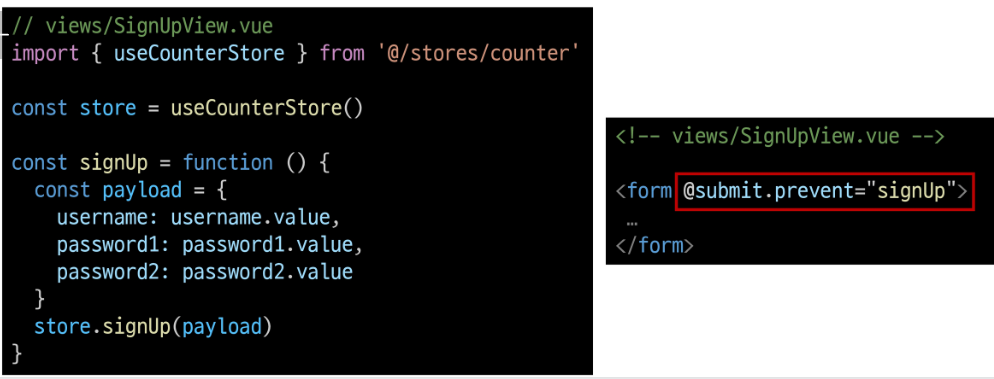 // views/SignUpView.vue
import { useCounterStore } from '@/stores/counter'
const store = useCounterStore()
const signUp = function () {
  const payload = {
    username: username.value,
    password1: password1.value,
    password2: password2.value
  }
  store.signUp(payload)
}
<!-- views/SignUpView.vue -->
<form @submit.prevent="signUp">
…
</form>